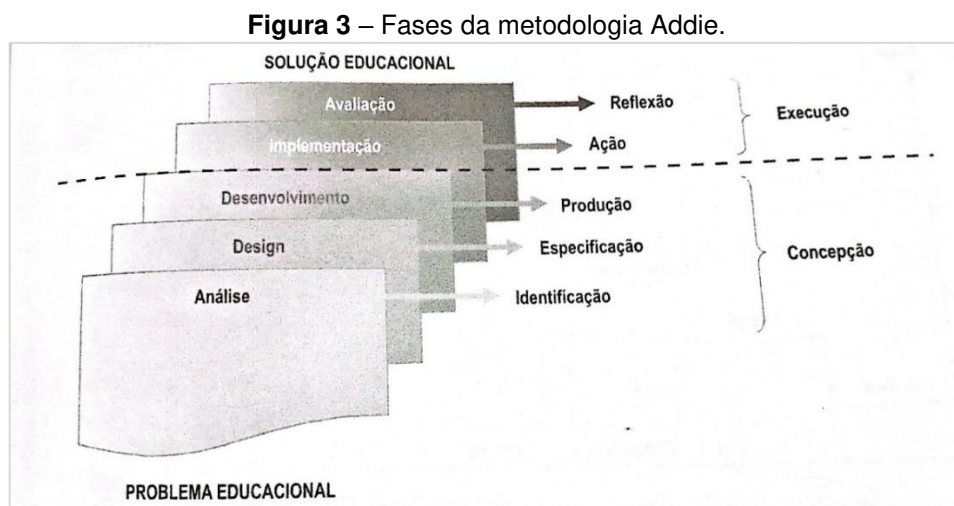 Figura 3 – Fases da metodologia Addie.
SOLUÇÃO EDUCACIONAL
Avaliação
Reflexão
Execução
Implementação
Ação
Desenvolvimento
Produção
Design
Especificação
Concepção
Análise
Identificação
PROBLEMA EDUCACIONAL